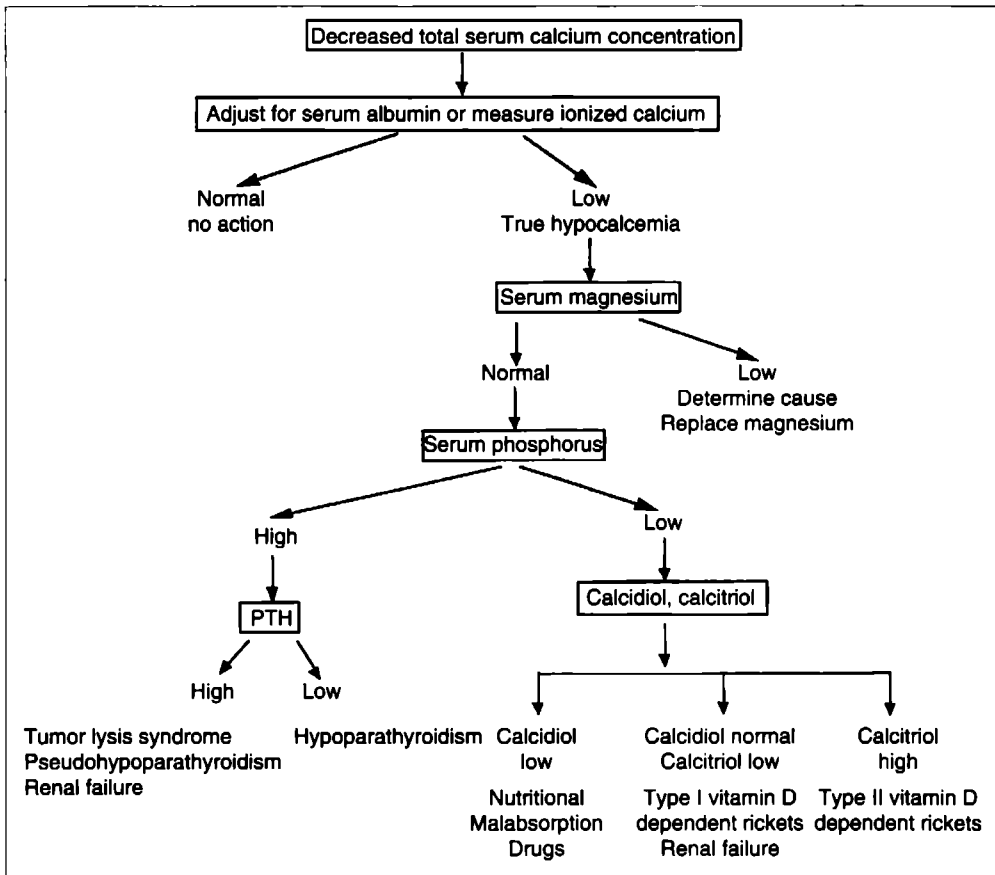 Decreased total serum calcium concentration
Adjust for serum albumin or measure ionized calcium
Normal
no action
Low
True hypocalcemia
Serum magnesium
Normal
Low
Determine cause
Replace magnesium
Serum phosphorus
High
Low
PTH
Calcidiol, calcitriol
High
Low
Tumor lysis syndrome
Pseudohypoparathyroidism
Renal failure
Hypoparathyroidism
Calcidiol
low
Nutritional
Malabsorption
Drugs
Calcidiol normal
Calcitriol low
Type I vitamin D
dependent rickets
Renal failure
Calcitriol
high
Type II vitamin D
dependent rickets